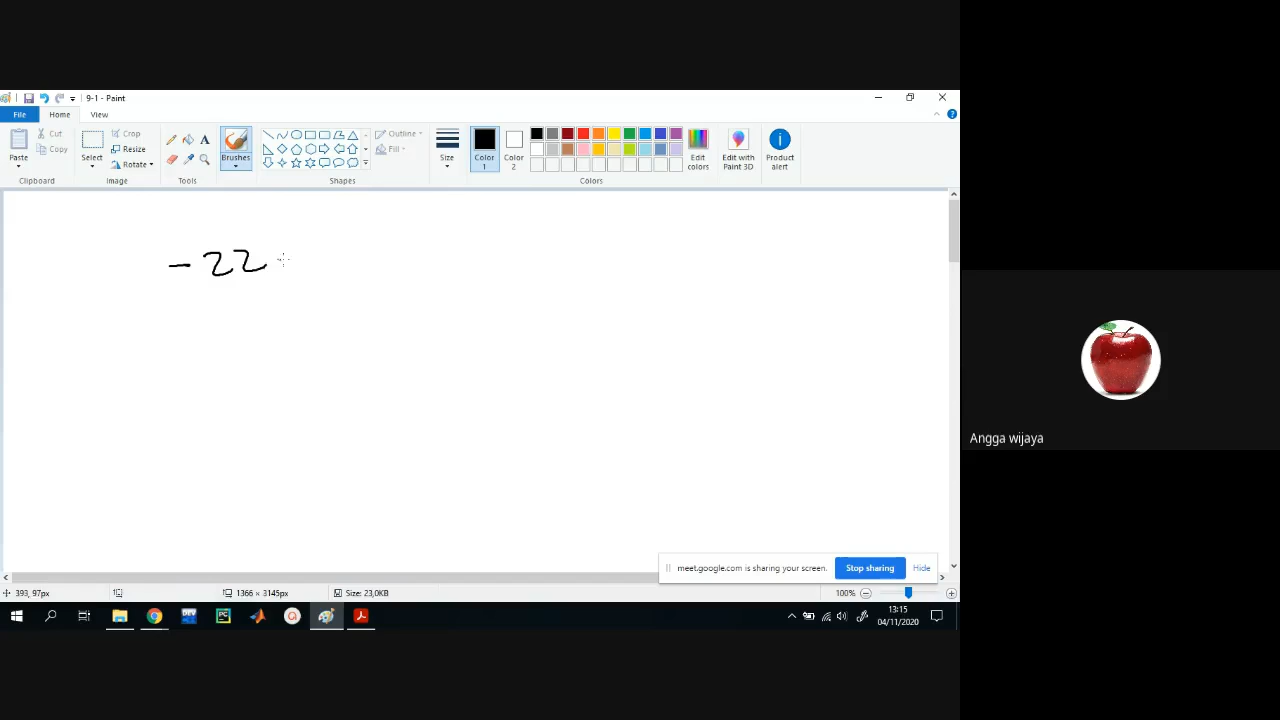 9-1 - Paint
File Home View
Cut
Copy
Paste
Clipboard
Crop
Resize
Rotate
Select
Image
Tools
Brushes
Shapes
Outline
Fill
Size
Color 1
Color 2
Edit colors
Colors
Edit with Paint 3D
Product alert
-22
Angga wijaya
meet.google.com is sharing your screen. Stop sharing Hide
393, 97px 1366 × 3145px Size: 23,0KB 100%
DEV PC
13:15
04/11/2020